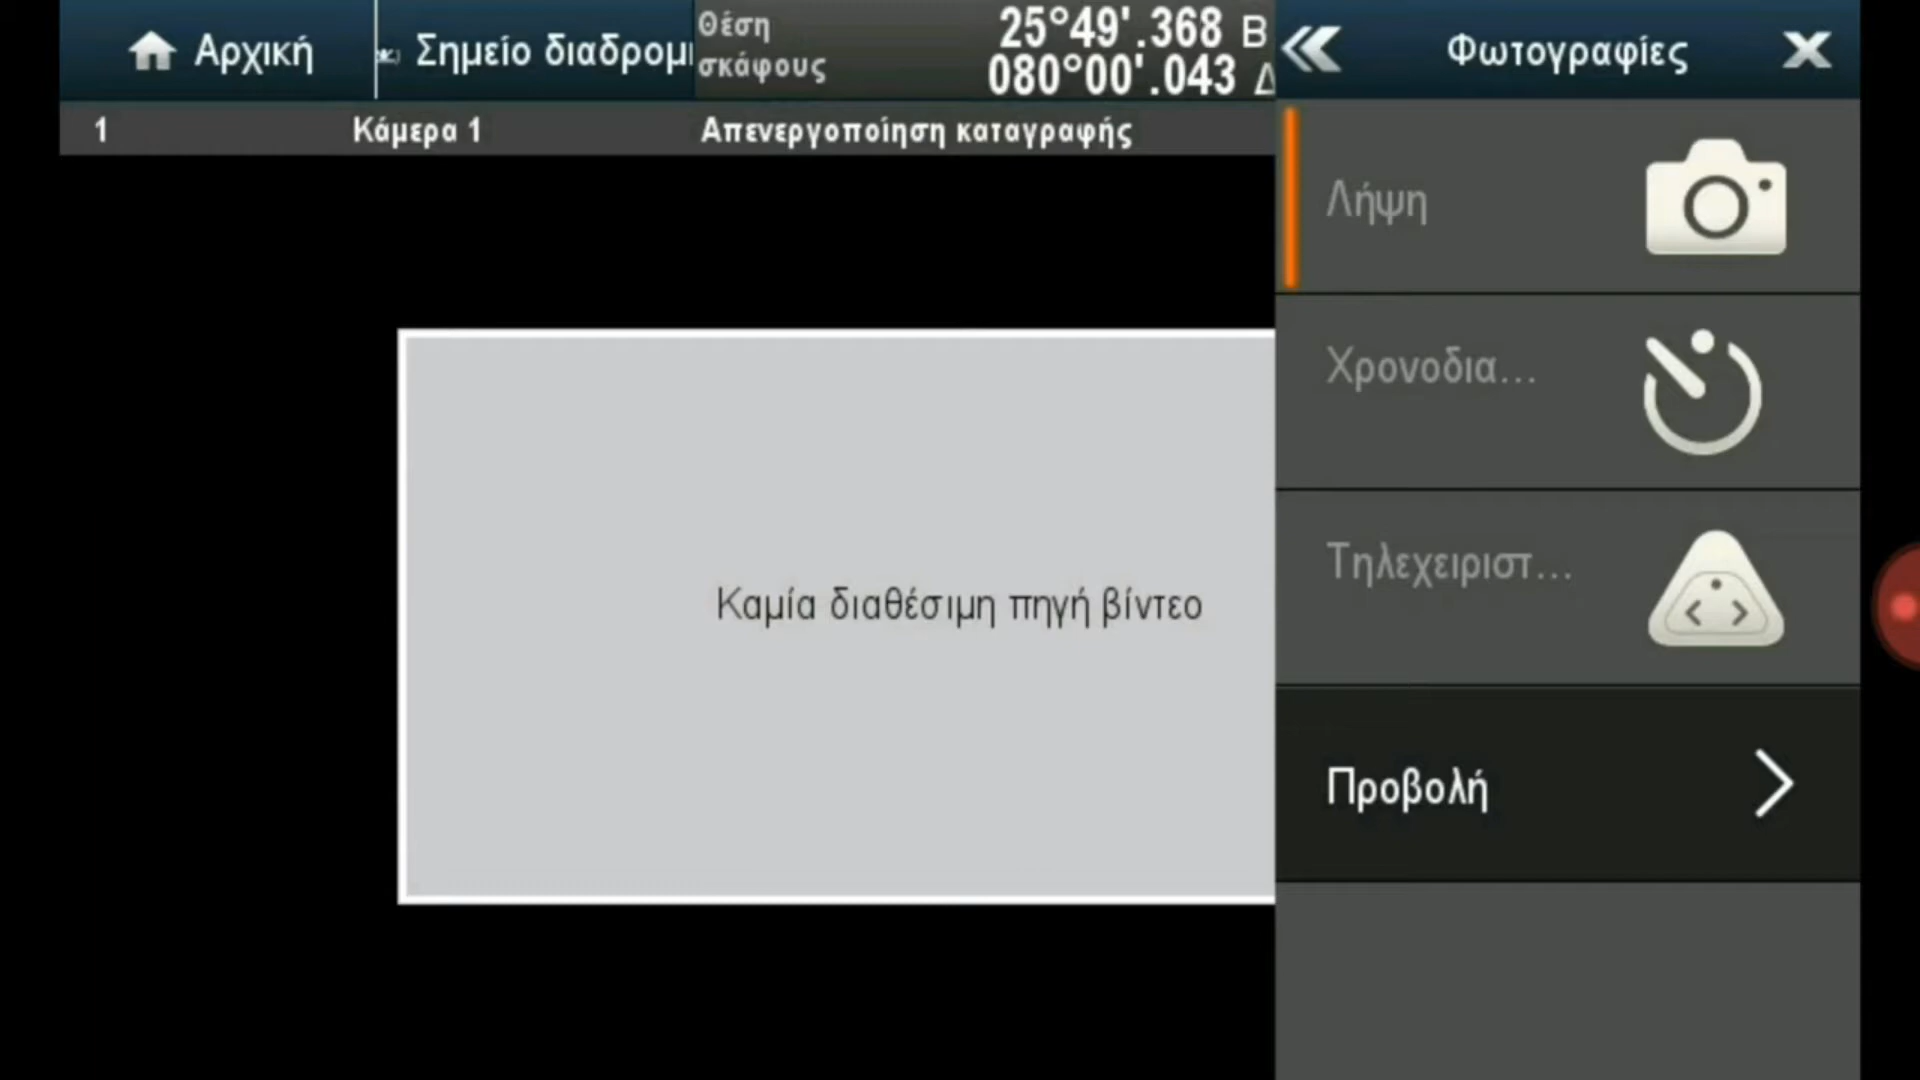 Αρχική
Σημείο διαδρομ
Θέση
σκάφους
25°49'.368 Β
080°00'.043 Δ
Φωτογραφίες
1 Κάμερα 1 Απενεργοποίηση καταγραφής
Λήψη
Χρονοδια...
Τηλεχειριστ...
Καμία διαθέσιμη πηγή βίντεο
Προβολή